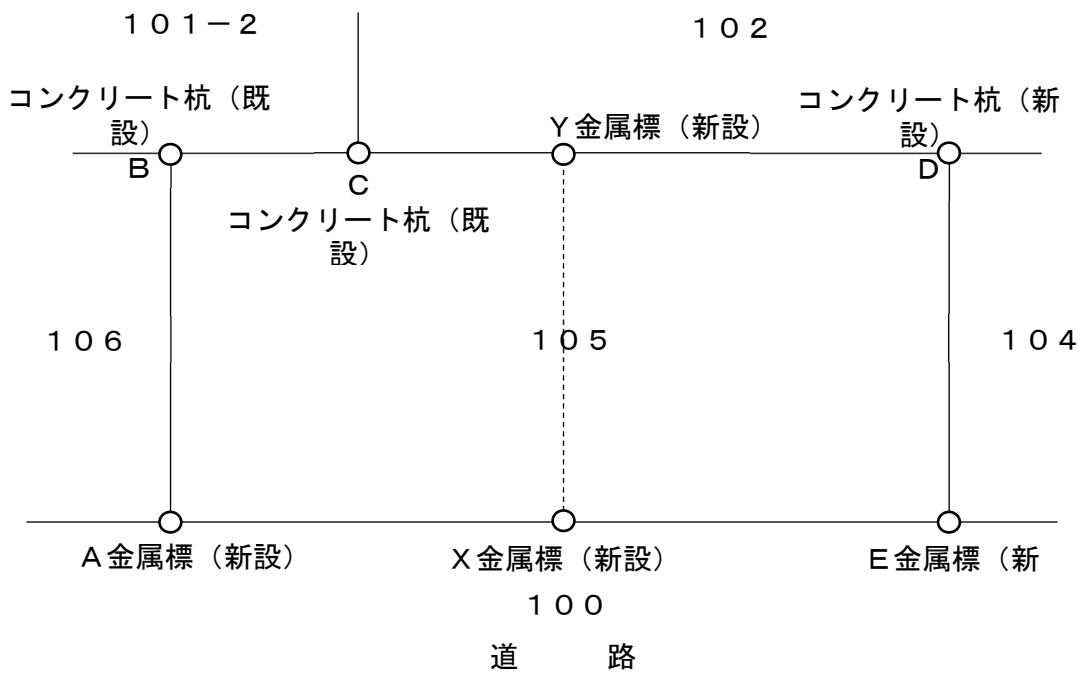 １０１－２
１０２
コンクリート杭（既
設）
コンクリート杭（新
設）
Ｙ金属標（新設）
Ｂ
Ｃ
Ｄ
コンクリート杭（既
設）
１０６
１０５
１０４
Ａ金属標（新設）
Ｘ金属標（新設）
Ｅ金属標（新
１００
道　　　路